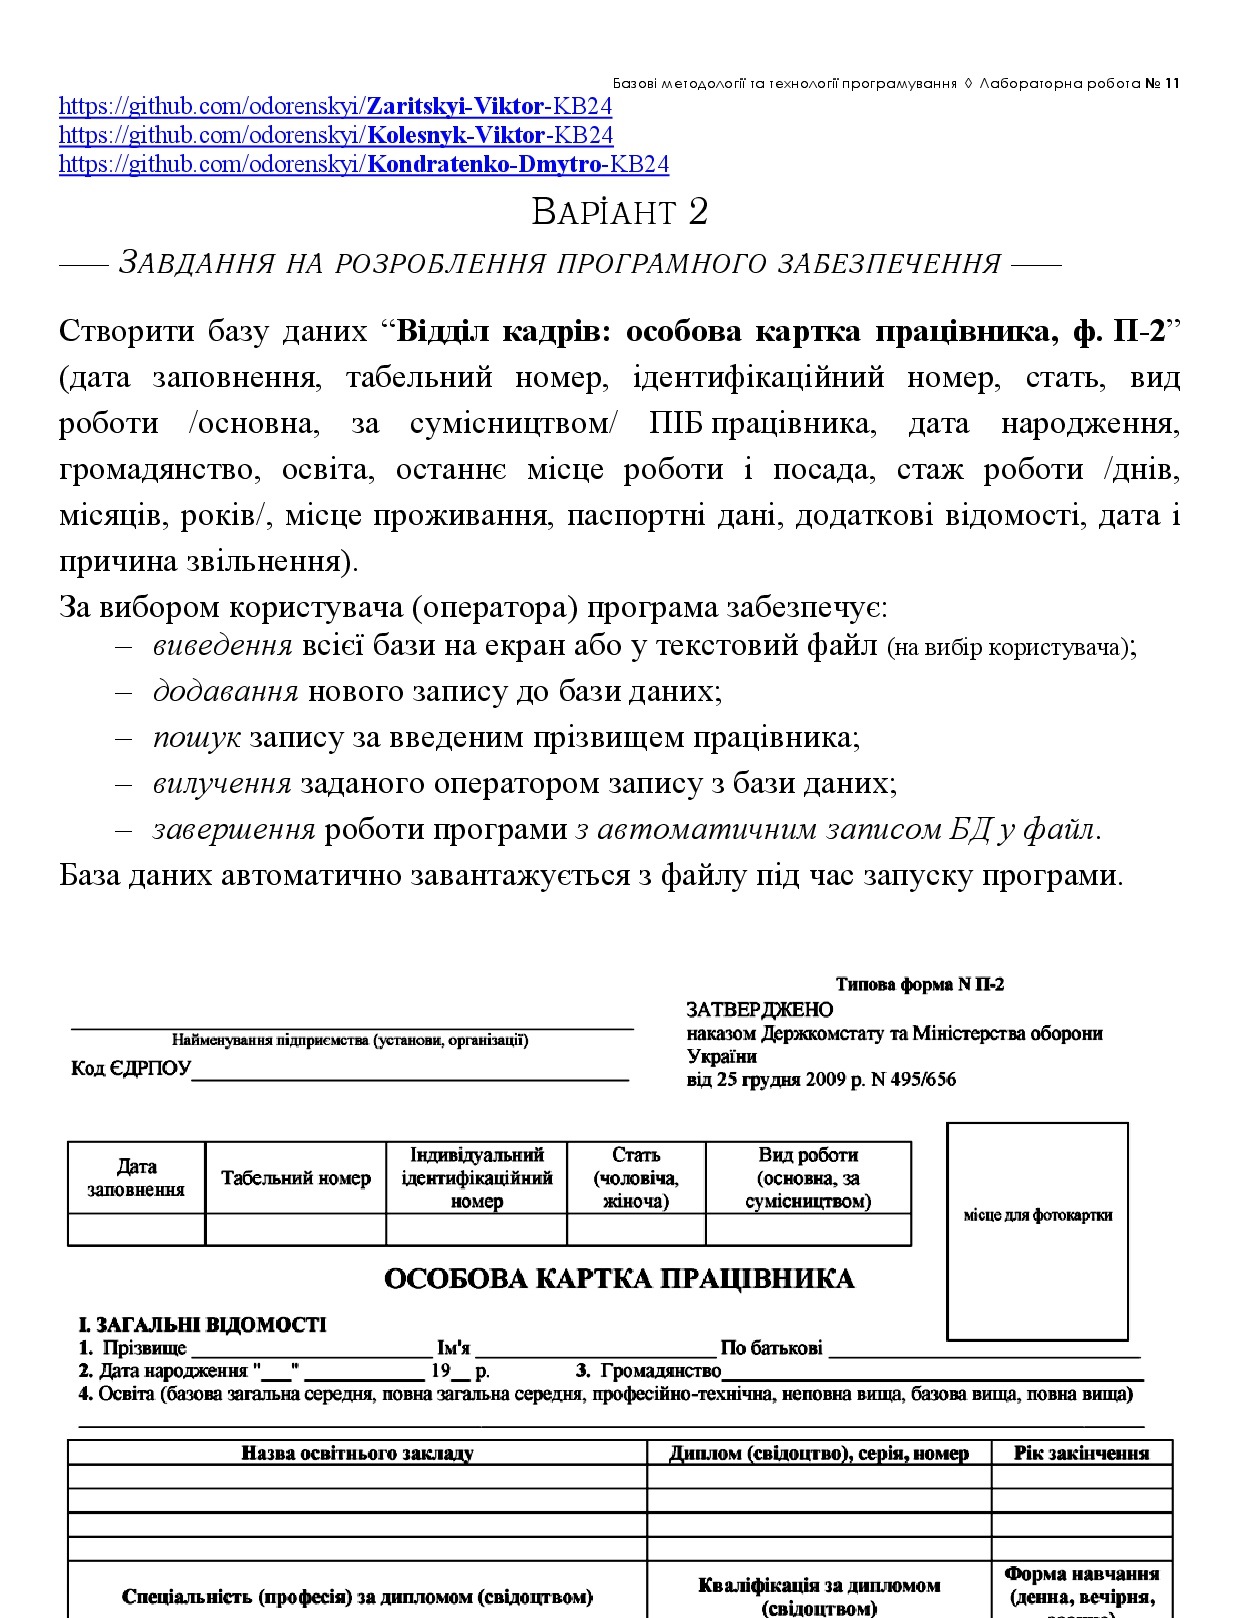 Базові методології та технології програмування ◊ Лабораторна робота № 11
https://github.com/odorenskyi/Zaritskyi-Viktor-KB24
https://github.com/odorenskyi/Kolesnyk-Viktor-KB24
https://github.com/odorenskyi/Kondratenko-Dmytro-KB24
ВАРІАНТ 2
—— ЗАВДАННЯ НА РОЗРОБЛЕННЯ ПРОГРАМНОГО ЗАБЕЗПЕЧЕННЯ ——
Створити базу даних “Відділ кадрів: особова картка працівника, ф. П-2”
(дата заповнення, табельний номер, ідентифікаційний номер, стать, вид
роботи /основна, за сумісництвом/ ПІБ працівника, дата народження,
громадянство, освіта, останнє місце роботи і посада, стаж роботи /днів,
місяців, років/, місце проживання, паспортні дані, додаткові відомості, дата і
причина звільнення).
За вибором користувача (оператора) програма забезпечує:
– виведення всієї бази на екран або у текстовий файл (на вибір користувача);
– додавання нового запису до бази даних;
– пошук запису за введеним прізвищем працівника;
– вилучення заданого оператором запису з бази даних;
– завершення роботи програми з автоматичним записом БД у файл.
База даних автоматично завантажується з файлу під час запуску програми.
Типова форма N П-2
ЗАТВЕРДЖЕНО
наказом Держкомстату та Міністерства оборони
України
від 25 грудня 2009 р. N 495/656
Найменування підприємства (установи, організації)
Код ЄДРПОУ
Дата
заповнення
Табельний номер
Індивідуальний
ідентифікаційний
номер
Стать
(чоловіча,
жіноча)
Вид роботи
(основна, за
сумісництвом)
місце для фотокартки
ОСОБОВА КАРТКА ПРАЦІВНИКА
І. ЗАГАЛЬНІ ВІДОМОСТІ
1. Прізвище ____ Ім'я ____ По батькові ____
2. Дата народження "___" ____ 19__ р. 3. Громадянство____
4. Освіта (базова загальна середня, повна загальна середня, професійно-технічна, неповна вища, базова вища, повна вища)
Назва освітнього закладу
Диплом (свідоцтво), серія, номер
Рік закінчення
Спеціальність (професія) за дипломом (свідоцтвом)
Кваліфікація за дипломом
(свідоцтвом)
Форма навчання
(денна, вечірня,